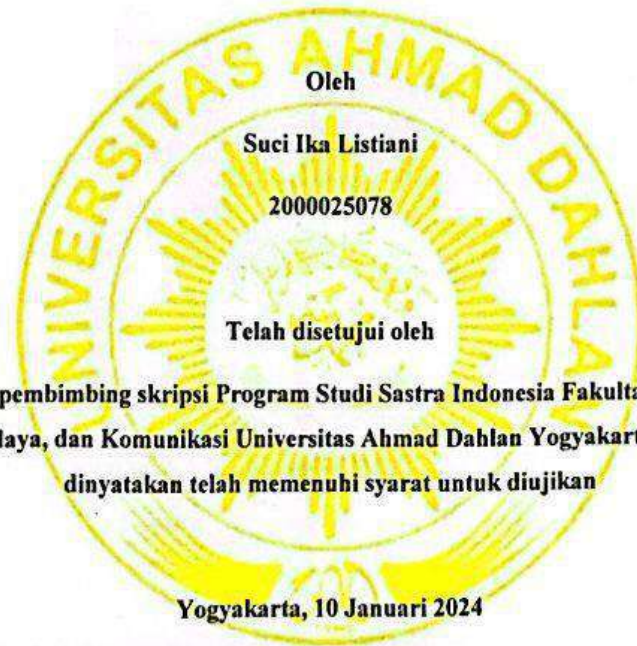 UNIVERSITAS AHMAD DAHLAN
Oleh
Suci Ika Listiani
2000025078
Telah disetujui oleh
pembimbing skripsi Program Studi Sastra Indonesia Fakulta
laya, dan Komunikasi Universitas Ahmad Dahlan Yogyakart
dinyatakan telah memenuhi syarat untuk diujikan
Yogyakarta, 10 Januari 2024